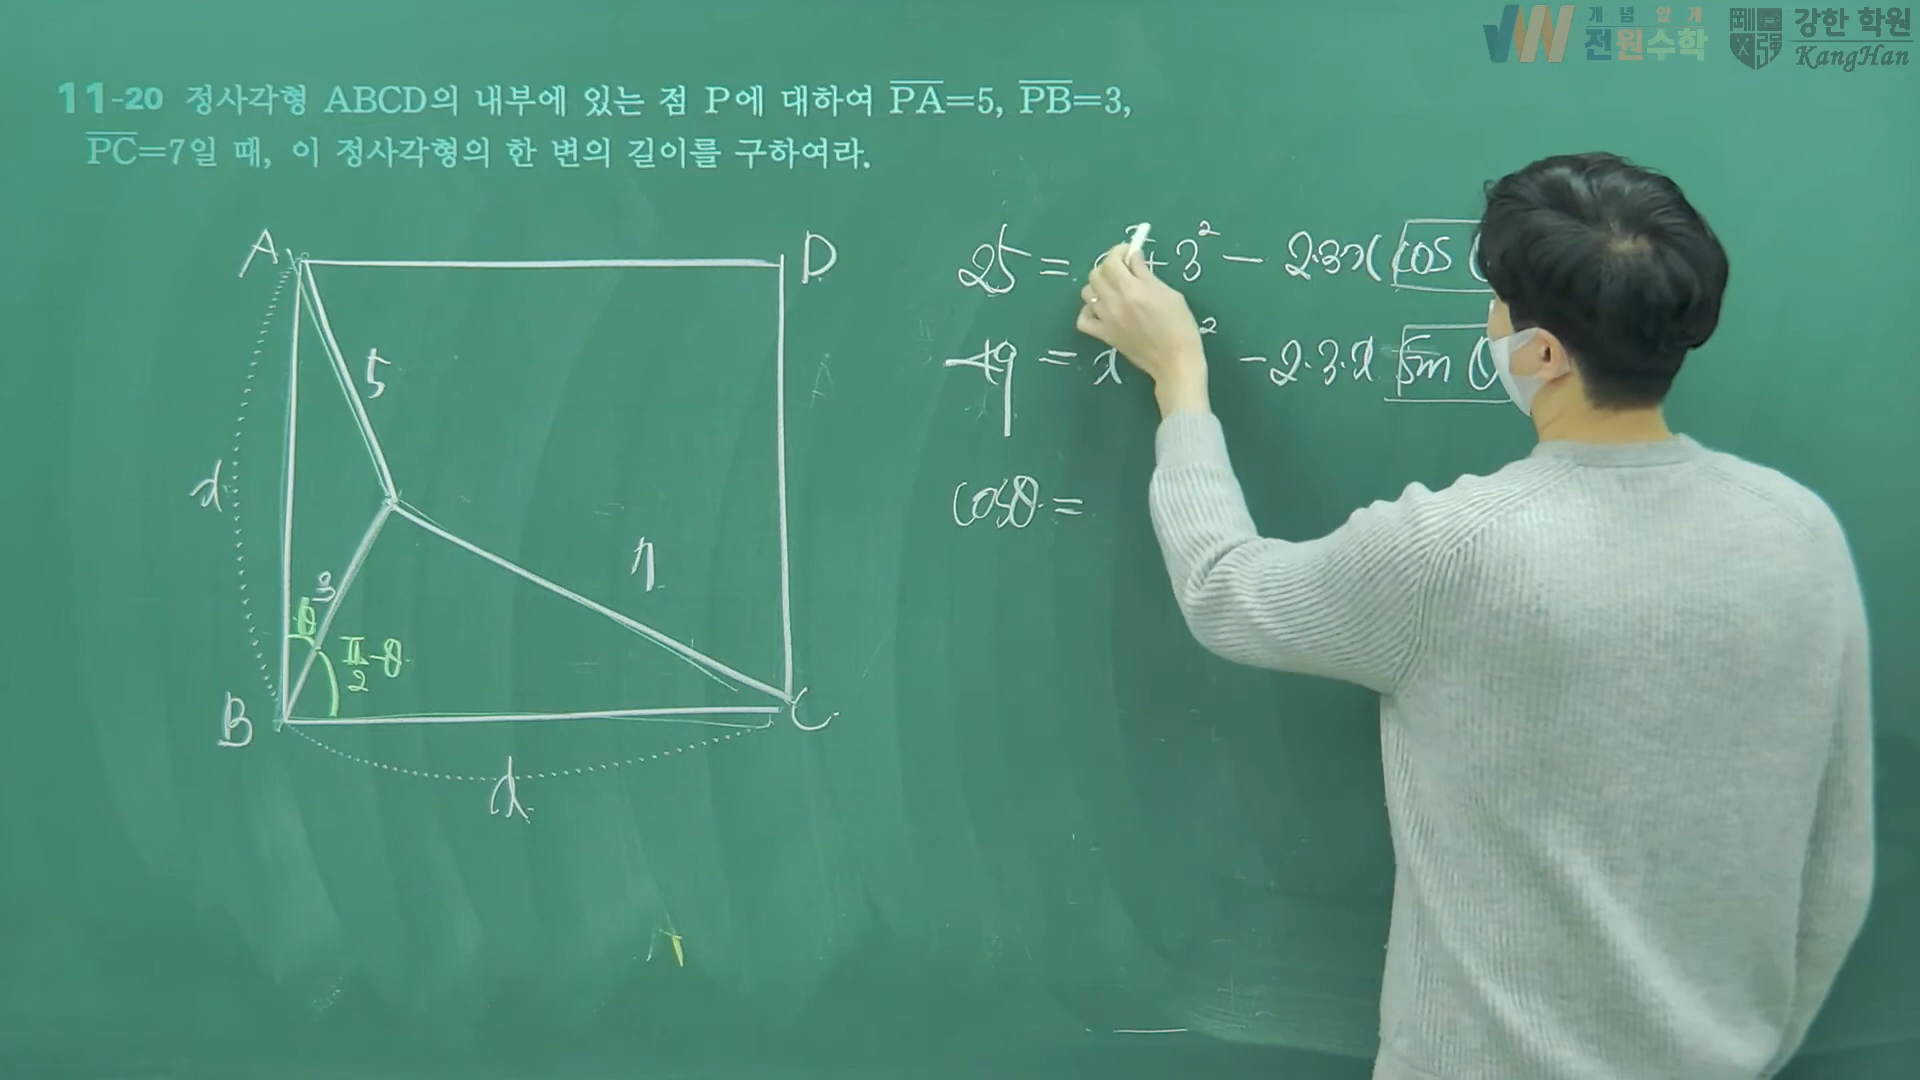 개념있게
전원수학
강한 학원
KangHan
11-20 정사각형 ABCD의 내부에 있는 점 P에 대하여 PA=5, PB=3,
PC=7일 때, 이 정사각형의 한 변의 길이를 구하여라.
A
D
25 = + 3² - 2·3x cos
5
49 = x ² - 2·3·x sin
x
cosθ =
7
3
θ
π/2 - θ
B
C
x